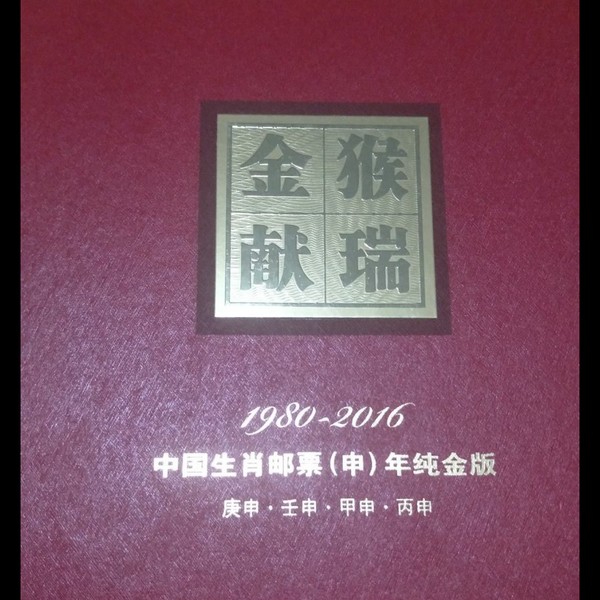 金猴
献瑞
1980-2016
中国生肖邮票(申)年纯金版
庚申·壬申·甲申·丙申